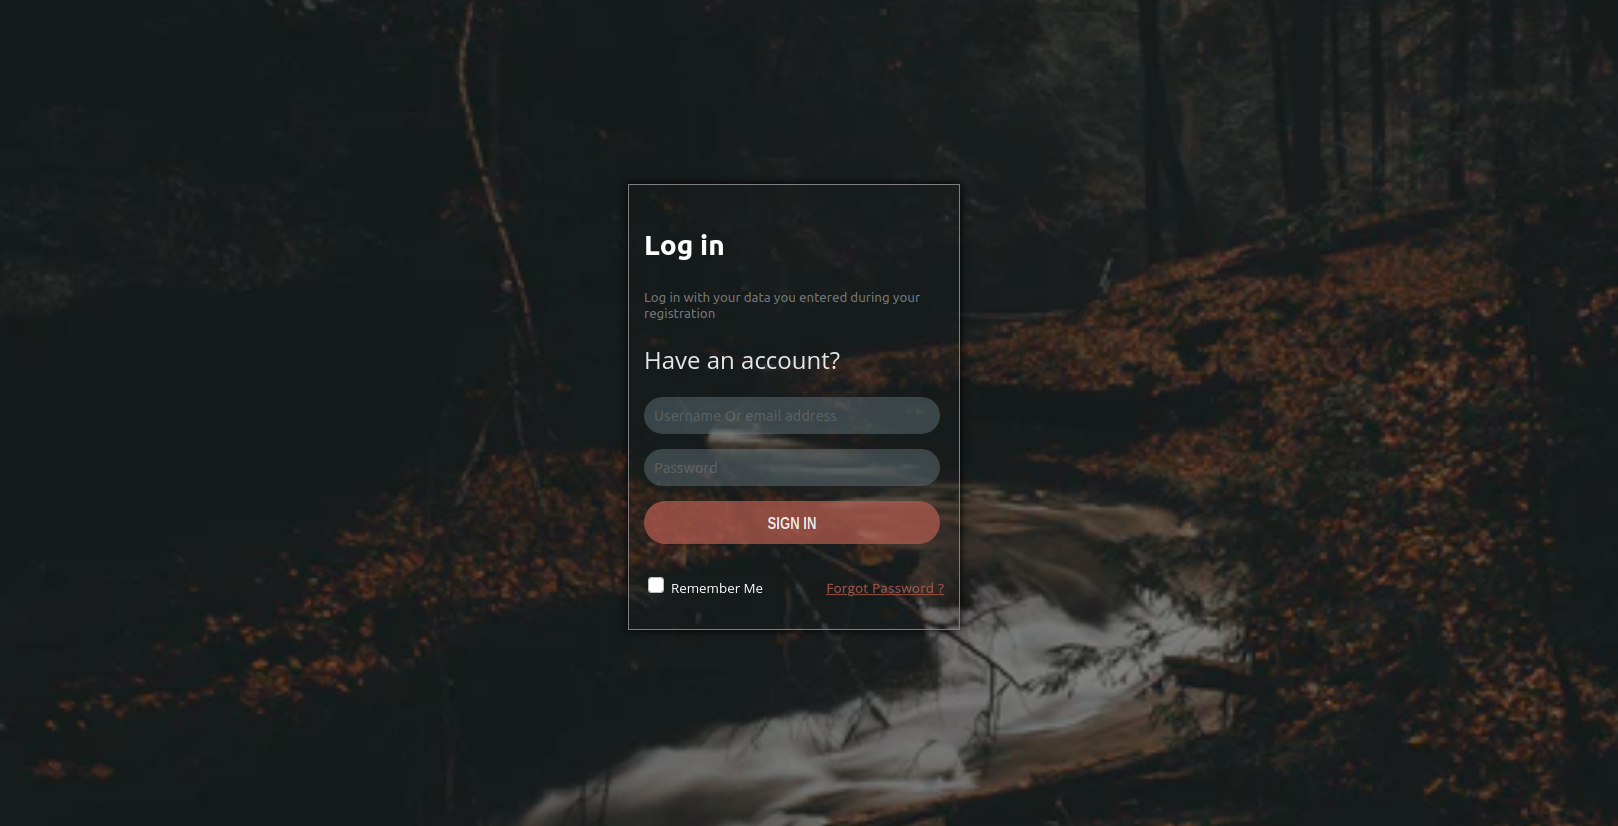 Log in
Log in with your data you entered during your
registration
Have an account?
Username Or email address
Password
SIGN IN
Remember Me
Forgot Password ?